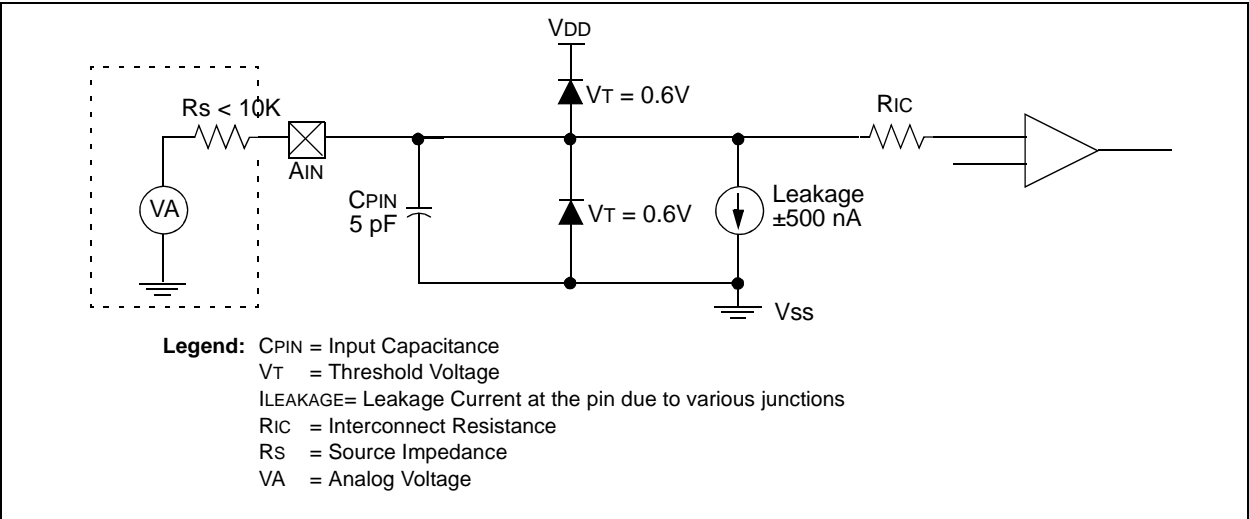 VDD
VT = 0.6V
RS < 10K
RIC
AIN
CPIN
5 pF
VA
VT = 0.6V
Leakage
±500 nA
VSS
Legend: CPIN = Input Capacitance
VT = Threshold Voltage
ILEAKAGE= Leakage Current at the pin due to various junctions
RIC = Interconnect Resistance
RS = Source Impedance
VA = Analog Voltage